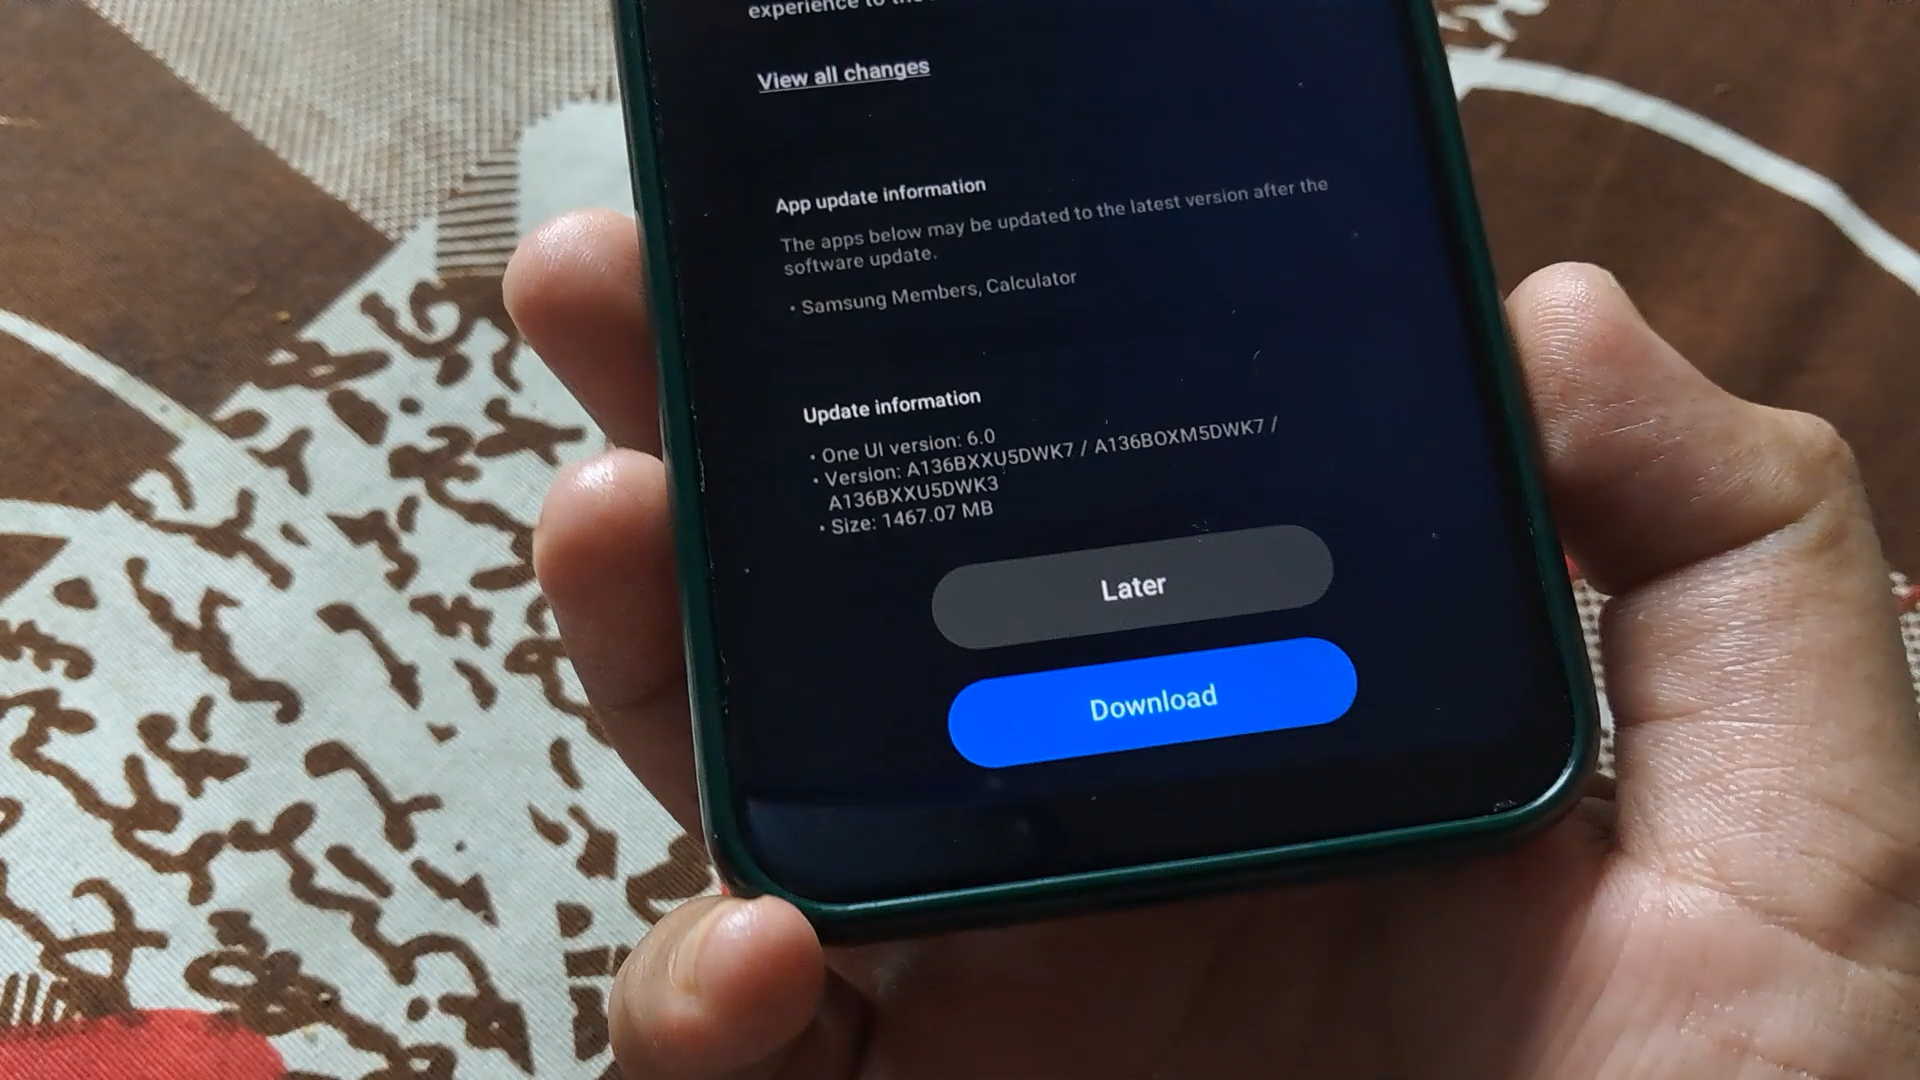 experience to the
View all changes
App update information
The apps below may be updated to the latest version after the
software update.
• Samsung Members, Calculator
Update information
• One UI version: 6.0
• Version: A136BXXU5DWK7 / A136BOXM5DWK7 /
A136BXXU5DWK3
• Size: 1467.07 MB
Later
Download